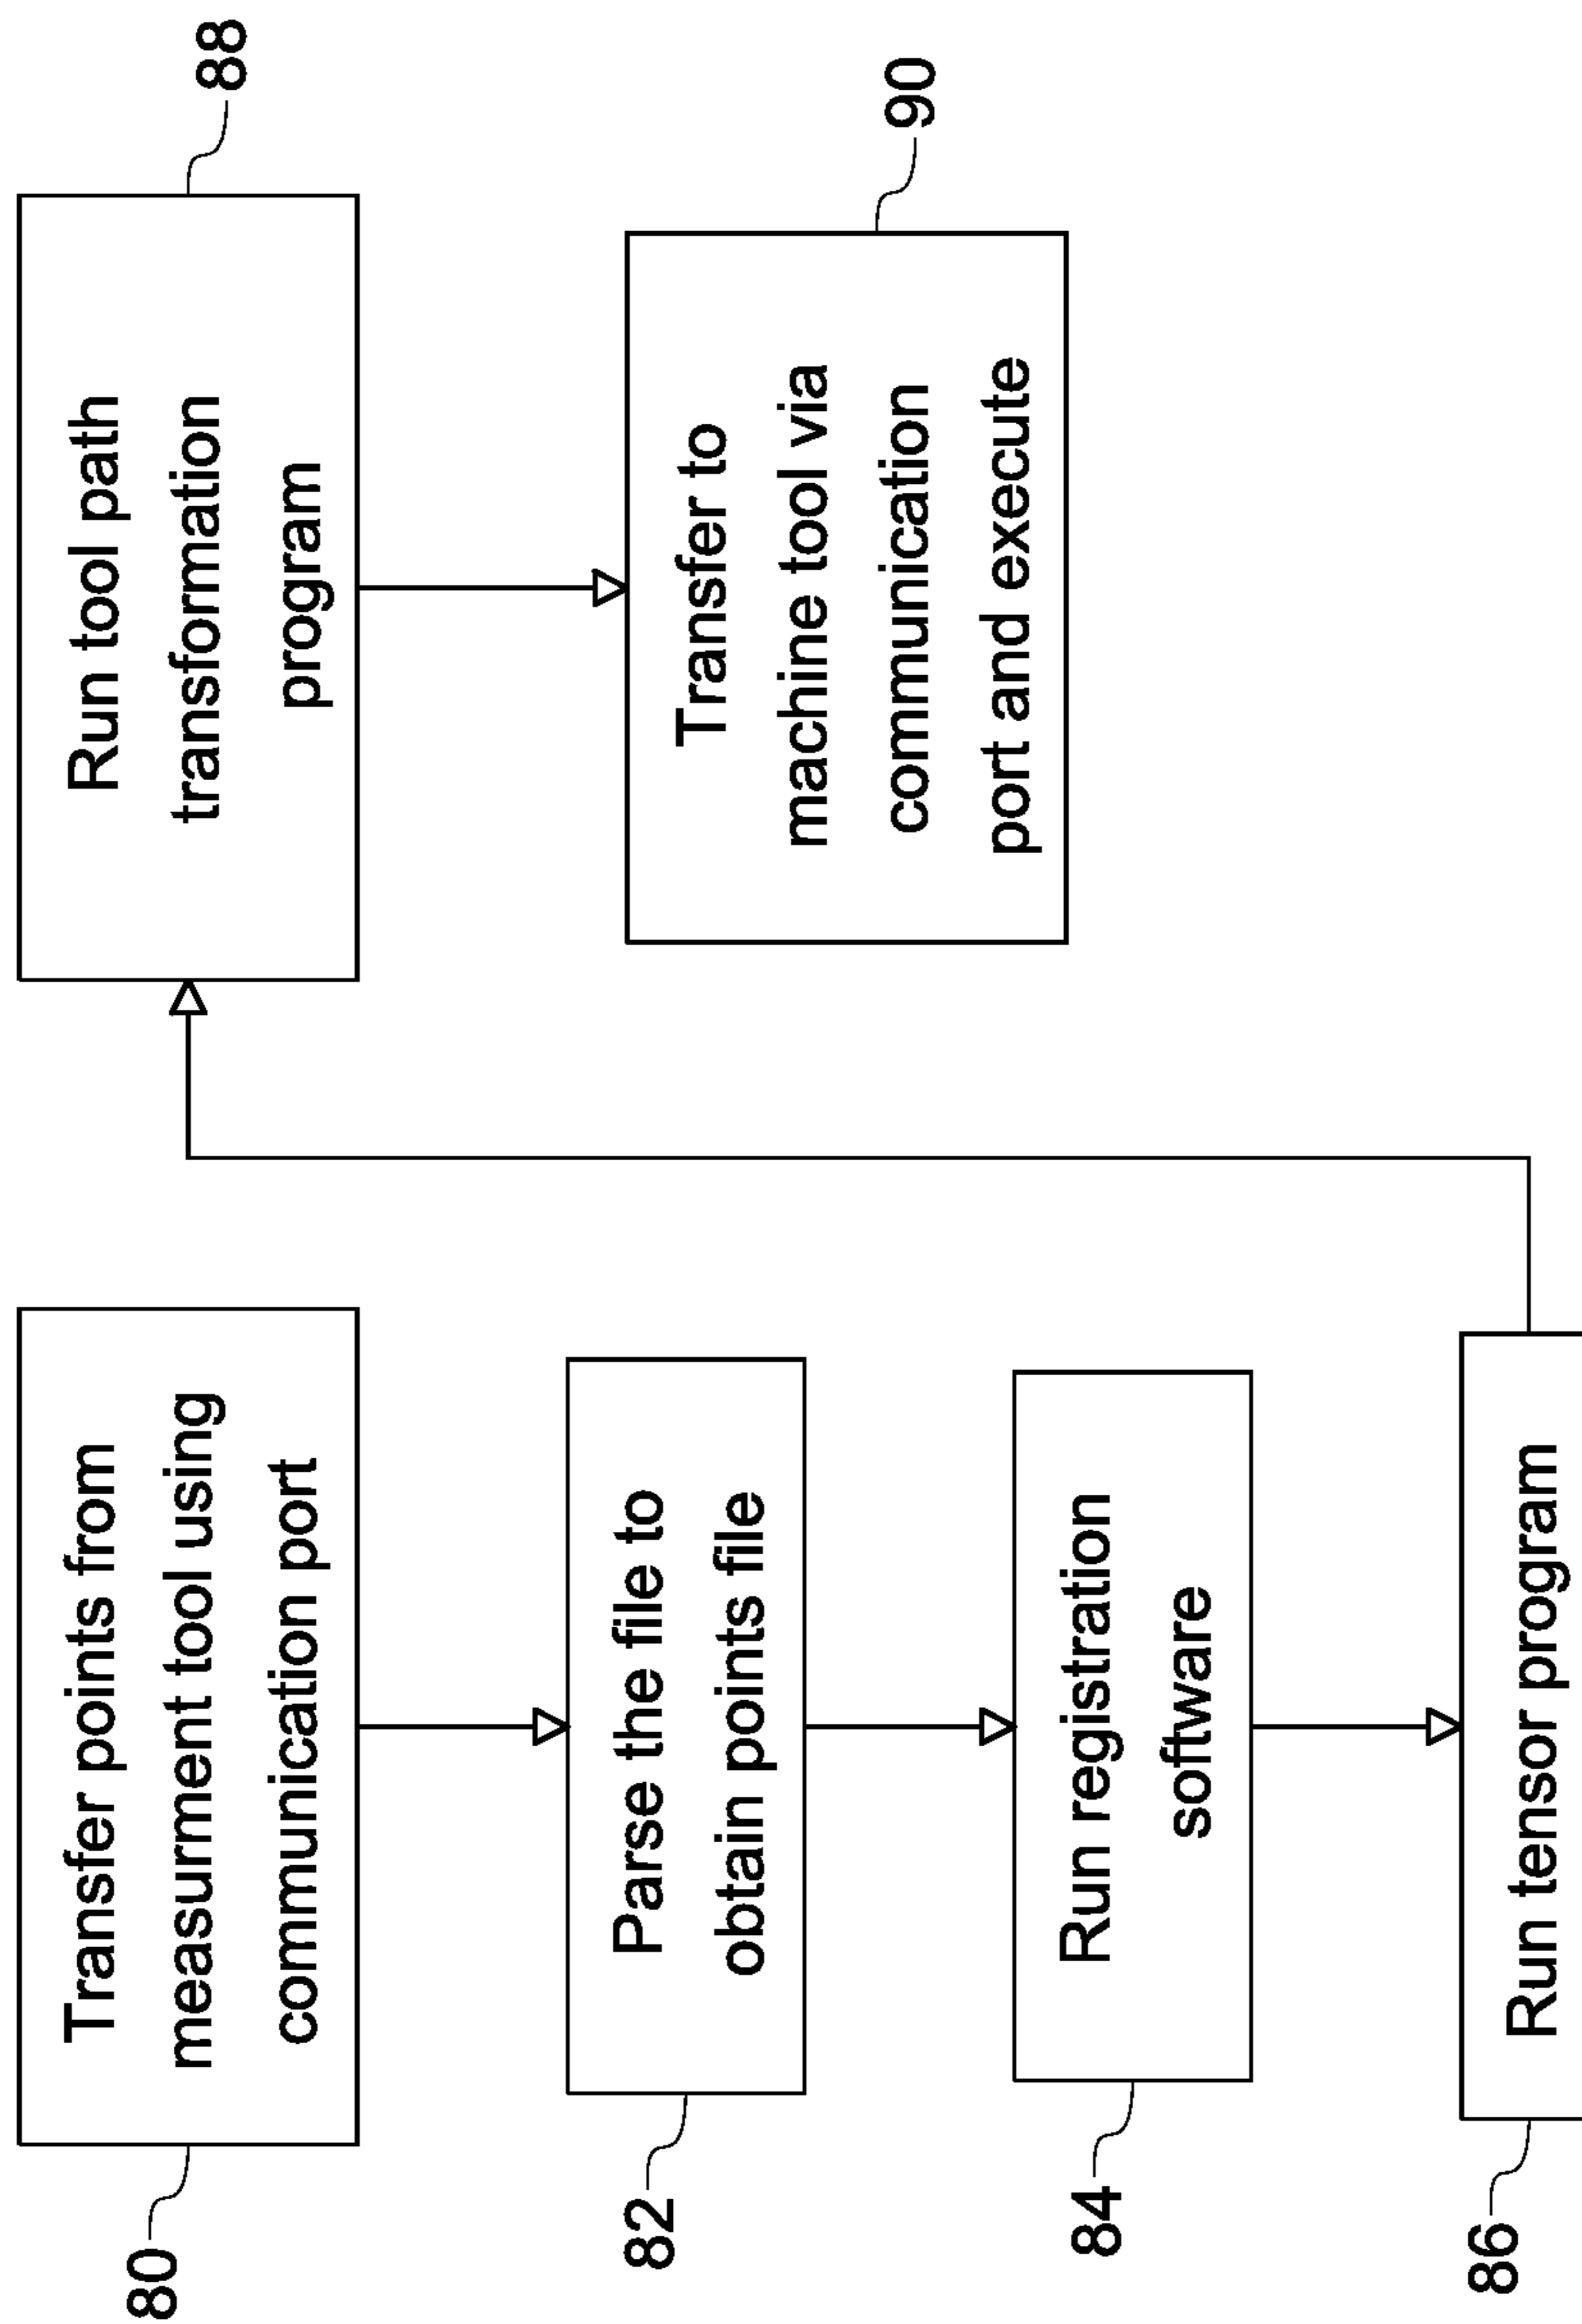 80
Transfer points from
measurment tool using
communication port
82
Parse the file to
obtain points file
84
Run registration
software
86
Run tensor program
88
Run tool path
transformation
program
90
Transfer to
machine tool via
communication
port and execute